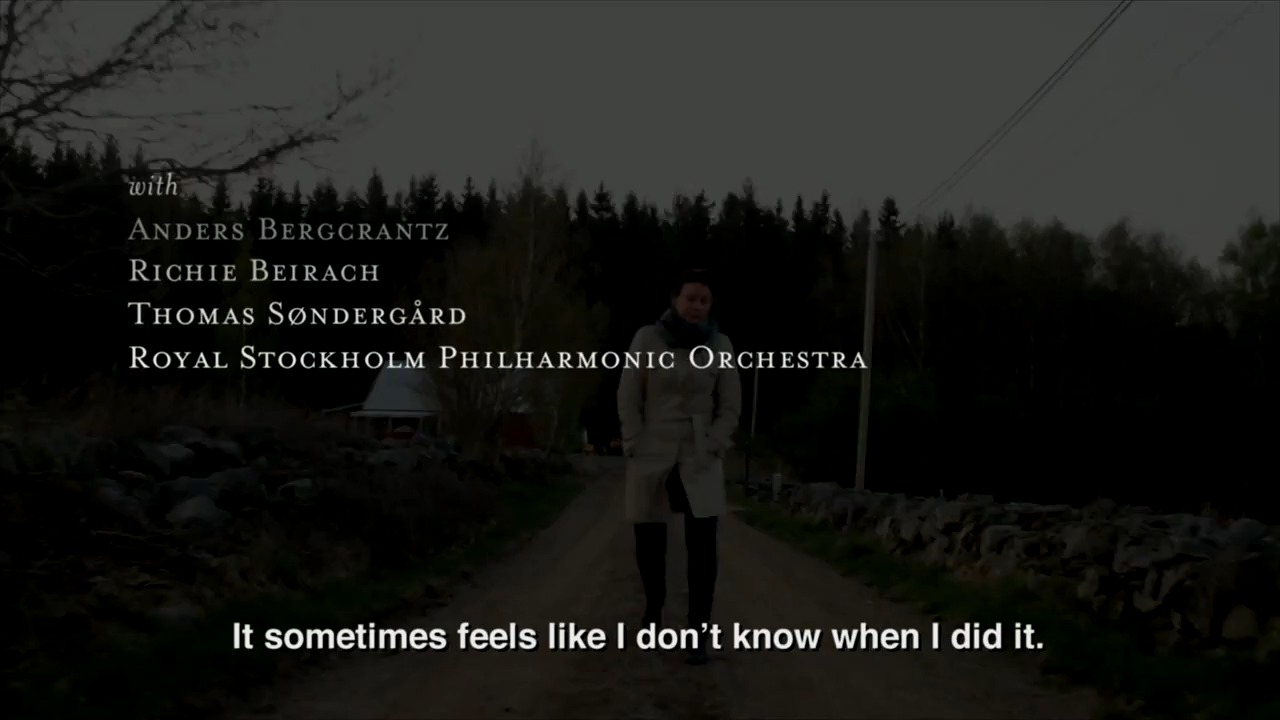 with
Anders Bergcrantz
Richie Beirach
Thomas Søndergård
Royal Stockholm Philharmonic Orchestra
It sometimes feels like I don't know when I did it.